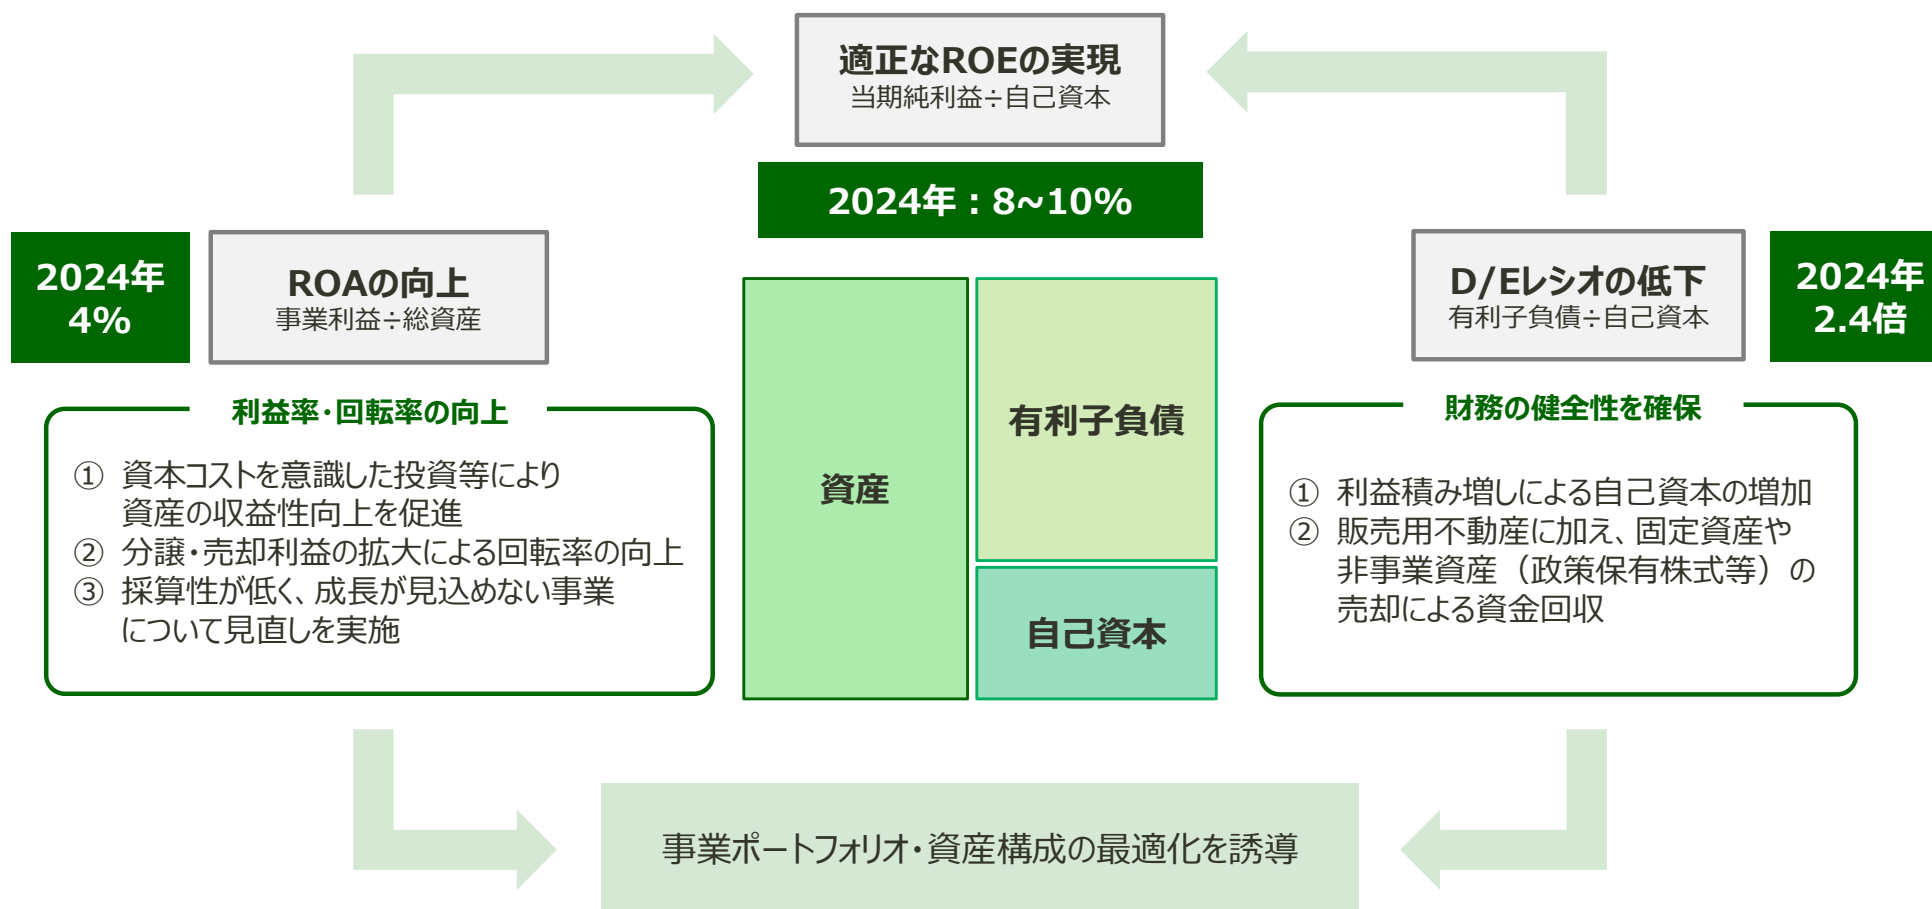 適正なROEの実現
当期純利益÷自己資本
2024年：8~10%
2024年
4%
ROAの向上
事業利益÷総資産
D/Eレシオの低下
有利子負債÷自己資本
2024年
2.4倍
利益率・回転率の向上
① 資本コストを意識した投資等により
資産の収益性向上を促進
② 分譲・売却利益の拡大による回転率の向上
③ 採算性が低く、成長が見込めない事業
について見直しを実施
資産
有利子負債
自己資本
財務の健全性を確保
① 利益積み増しによる自己資本の増加
② 販売用不動産に加え、固定資産や
非事業資産（政策保有株式等）の
売却による資金回収
事業ポートフォリオ・資産構成の最適化を誘導